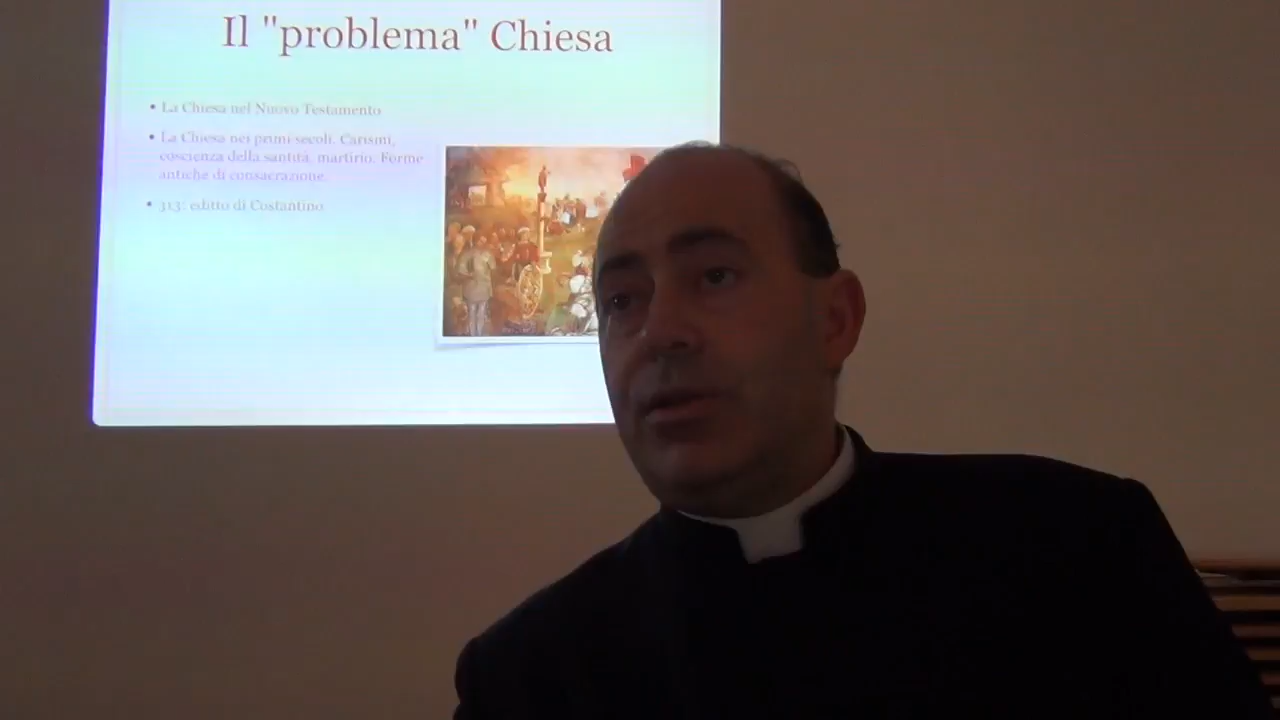 Il "problema" Chiesa
• La Chiesa nel Nuovo Testamento
• La Chiesa nei primi secoli. Carismi,
coscienza della santità, martirio. Forme
antiche di consacrazione.
• 313: editto di Costantino